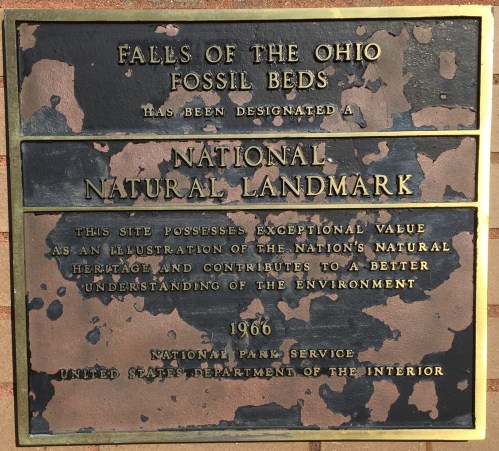 FALLS OF THE OHIO
FOSSIL BEDS
HAS BEEN DESIGNATED A
NATIONAL
NATURAL LANDMARK
THIS SITE POSSESSES EXCEPTIONAL VALUE
AS AN ILLUSTRATION OF THE NATION'S NATURAL
HERITAGE AND CONTRIBUTES TO A BETTER
UNDERSTANDING OF THE ENVIRONMENT
1966
NATIONAL PARK SERVICE
UNITED STATES DEPARTMENT OF THE INTERIOR